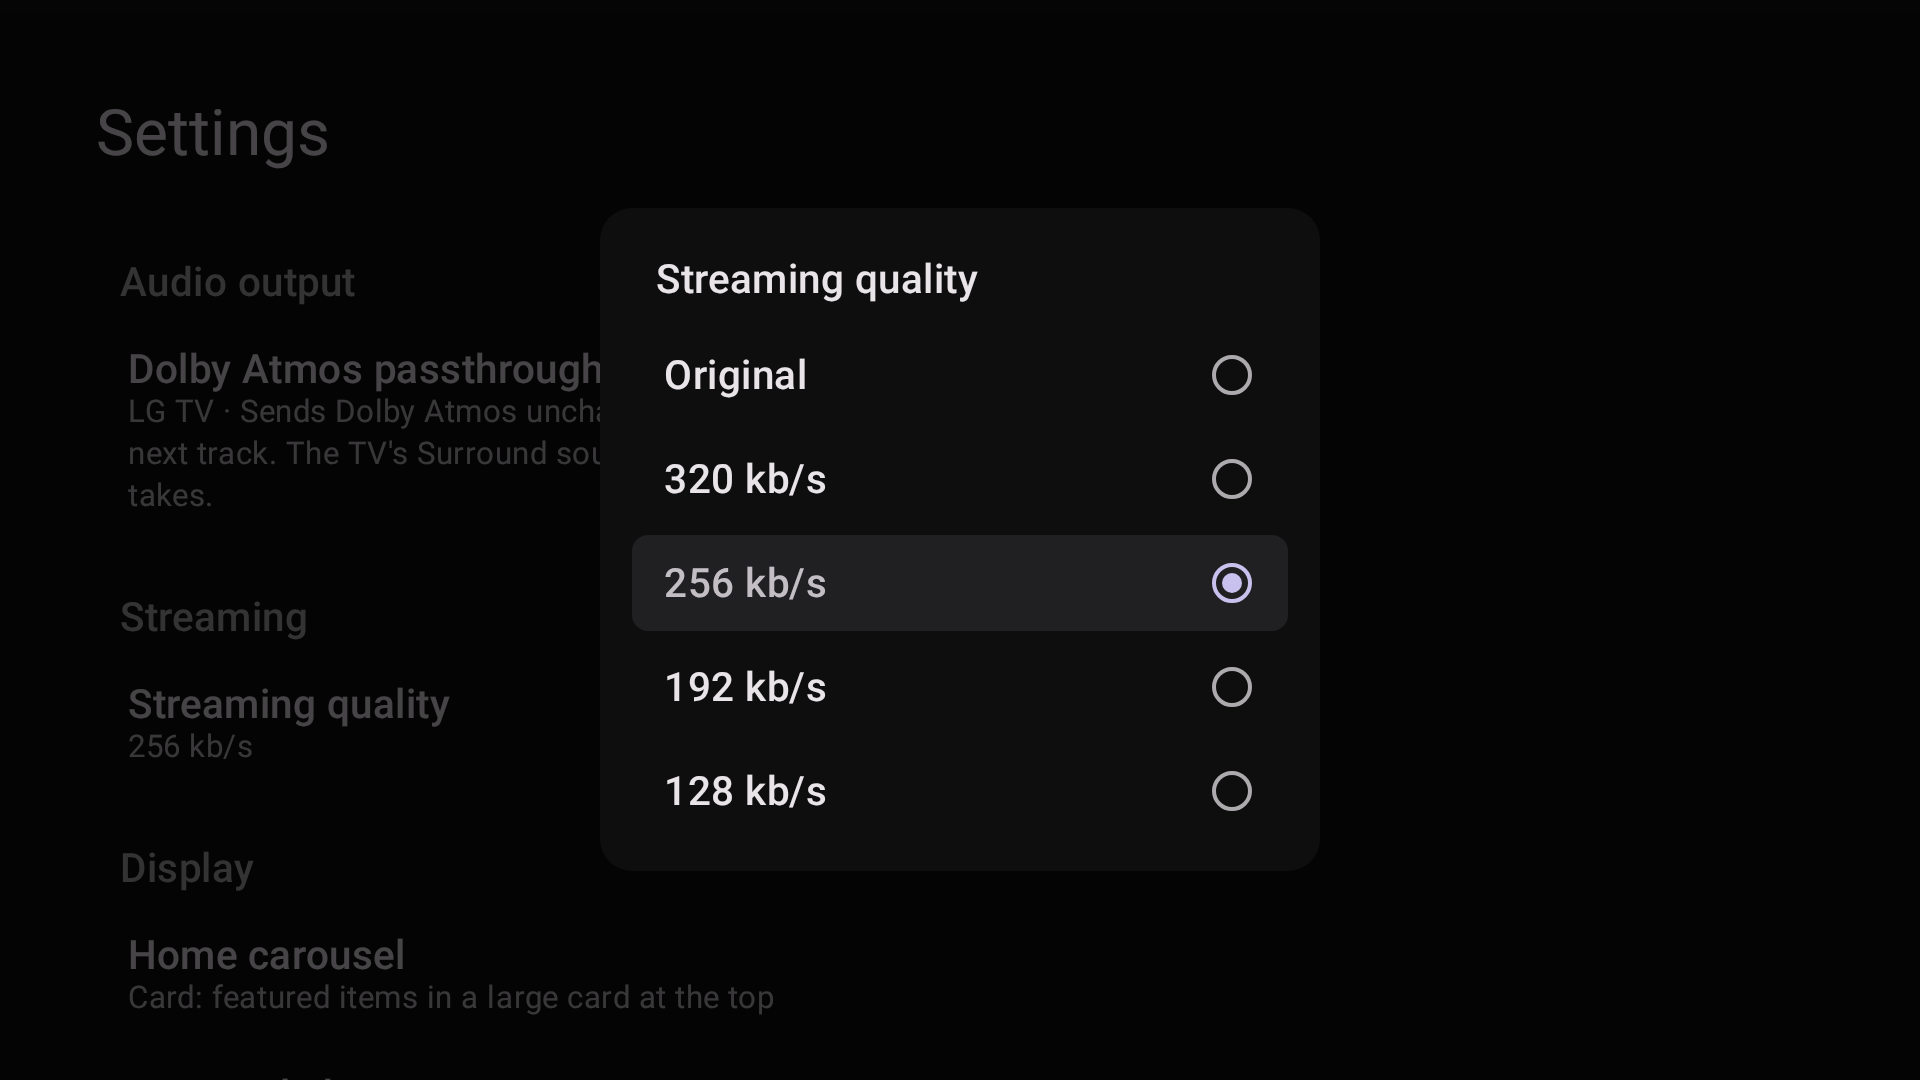 Settings
Audio output
Dolby Atmos passthrough
LG TV · Sends Dolby Atmos
next track. The TV's Surround
takes.
Streaming
Streaming quality
256 kb/s
Display
Home carousel
Card: featured items in a large card at the top
Streaming quality
Original
320 kb/s
256 kb/s
192 kb/s
128 kb/s